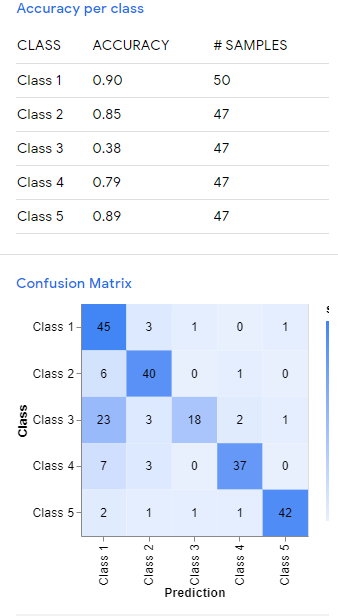 Accuracy per class
CLASS ACCURACY # SAMPLES
Class 1 0.90 50
Class 2 0.85 47
Class 3 0.38 47
Class 4 0.79 47
Class 5 0.89 47
Confusion Matrix
Class 1 45 3 1 0 1
Class 2 6 40 0 1 0
Class 3 23 3 18 2 1
Class 4 7 3 0 37 0
Class 5 2 1 1 1 42
Class
Class 1 Class 2 Class 3 Class 4 Class 5
Prediction